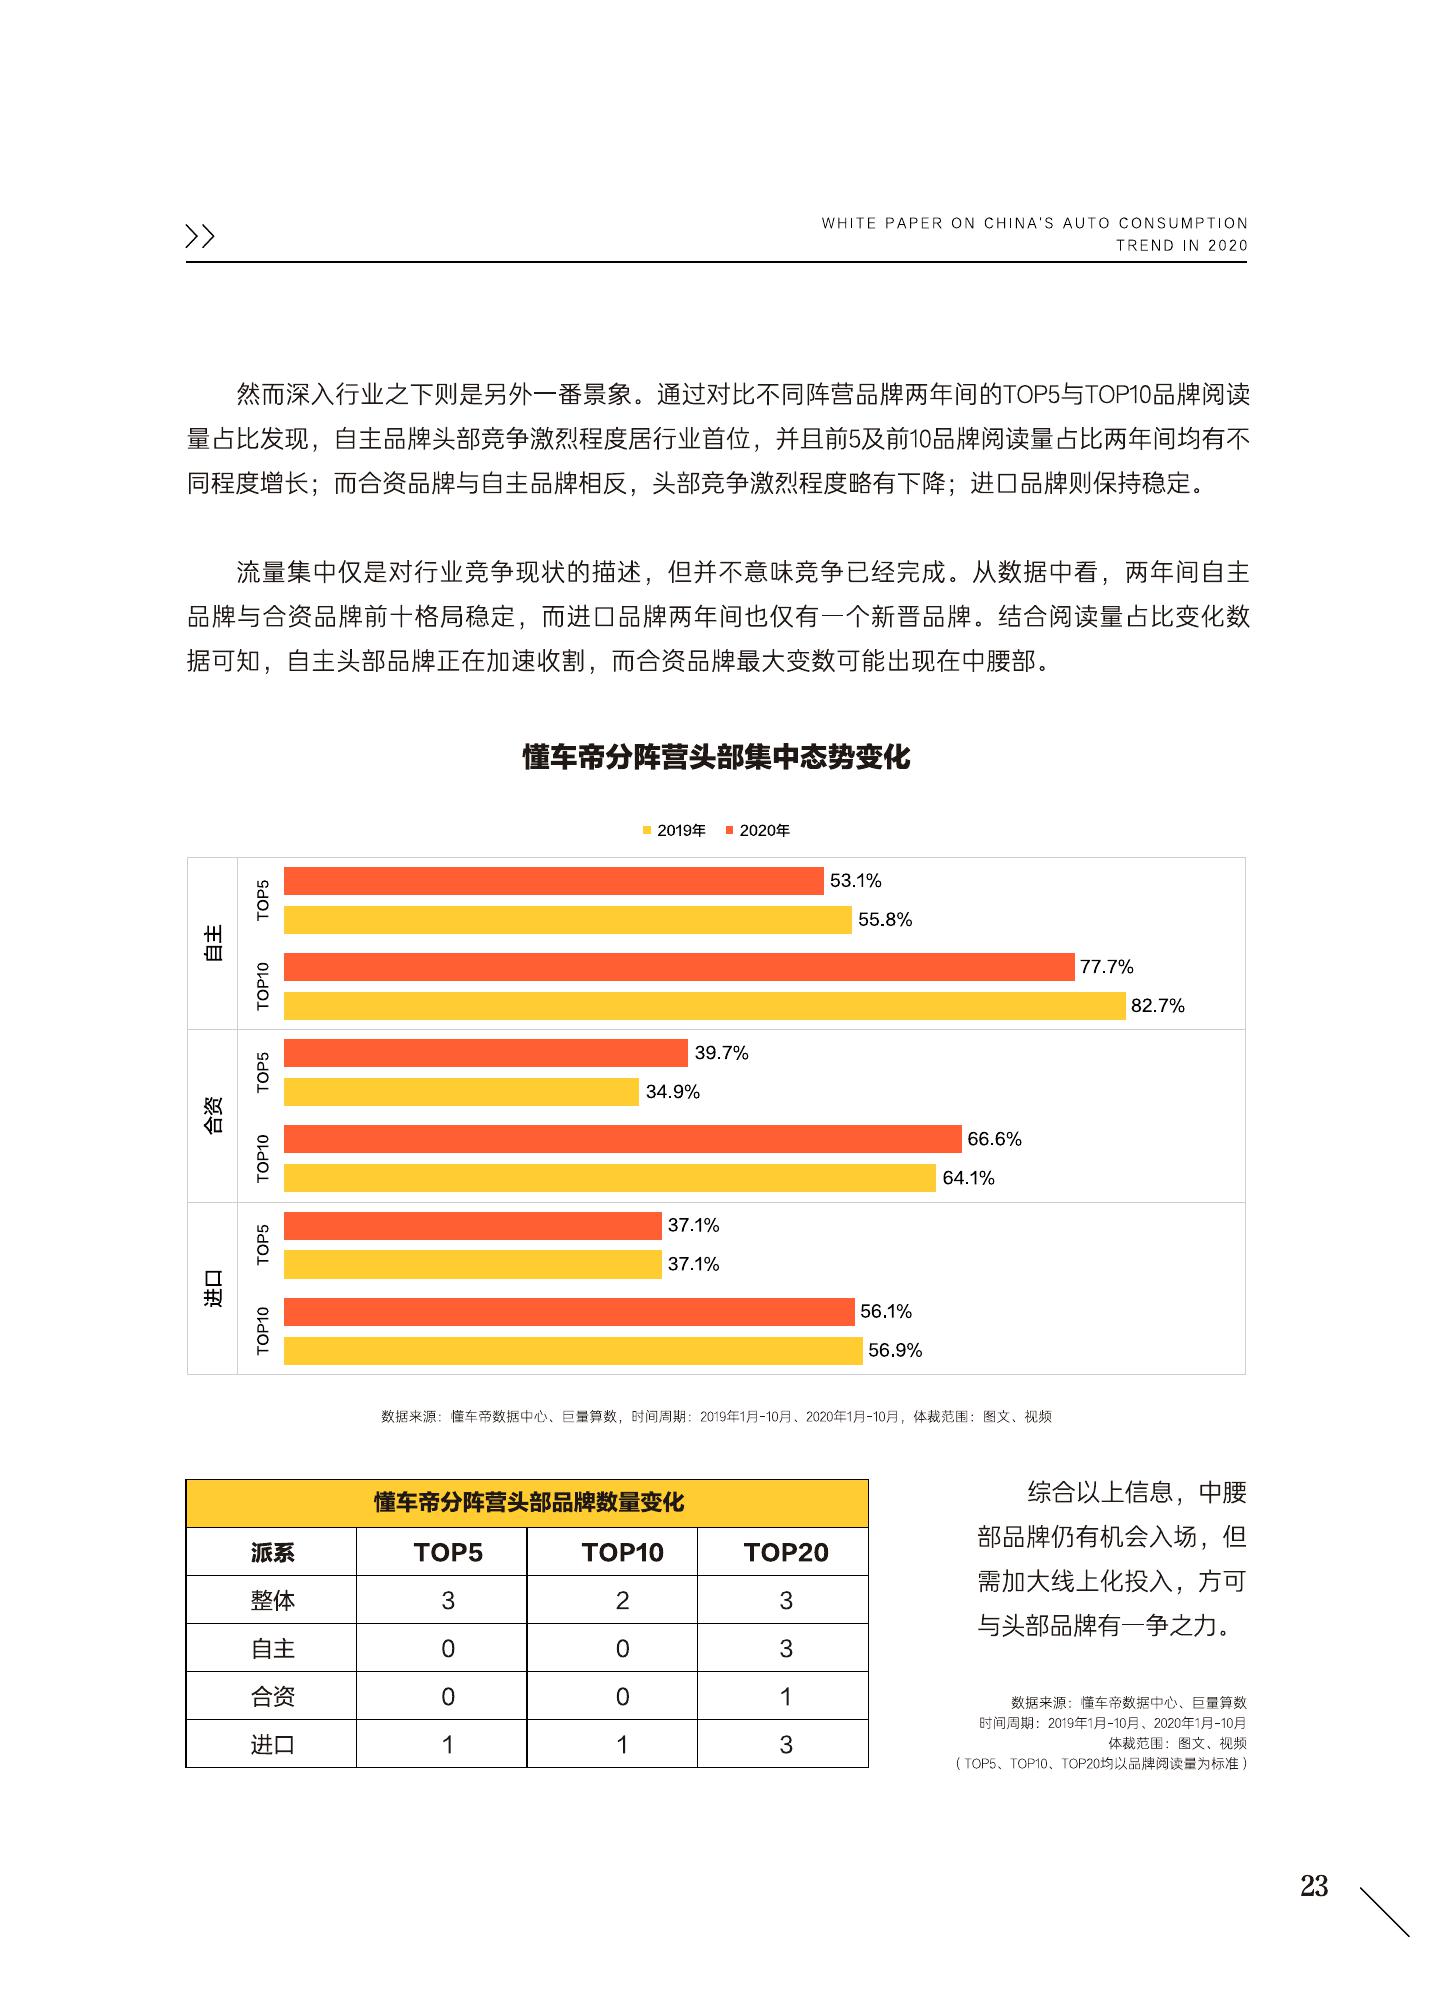 WHITE PAPER ON CHINA'S AUTO CONSUMPTION
TREND IN 2020
然而深入行业之下则是另外一番景象。通过对比不同阵营品牌两年间的TOP5与TOP10品牌阅读
量占比发现，自主品牌头部竞争激烈程度居行业首位，并且前5及前10品牌阅读量占比两年间均有不
同程度增长；而合资品牌与自主品牌相反，头部竞争激烈程度略有下降；进口品牌则保持稳定。
流量集中仅是对行业竞争现状的描述，但并不意味竞争已经完成。从数据中看，两年间自主
品牌与合资品牌前十格局稳定，而进口品牌两年间也仅有一个新晋品牌。结合阅读量占比变化数
据可知，自主头部品牌正在加速收割，而合资品牌最大变数可能出现在中腰部。
懂车帝分阵营头部集中态势变化
2019年 2020年
自主
TOP5
53.1%
55.8%
TOP10
77.7%
82.7%
合资
TOP5
39.7%
34.9%
TOP10
66.6%
64.1%
进口
TOP5
37.1%
37.1%
TOP10
56.1%
56.9%
数据来源：懂车帝数据中心、巨量算数，时间周期：2019年1月-10月、2020年1月-10月，体裁范围：图文、视频
懂车帝分阵营头部品牌数量变化
派系 TOP5 TOP10 TOP20
整体 3 2 3
自主 0 0 3
合资 0 0 1
进口 1 1 3
综合以上信息，中腰
部品牌仍有机会入场，但
需加大线上化投入，方可
与头部品牌有一争之力。
数据来源：懂车帝数据中心、巨量算数
时间周期：2019年1月-10月、2020年1月-10月
体裁范围：图文、视频
（TOP5、TOP10、TOP20均以品牌阅读量为标准）
23